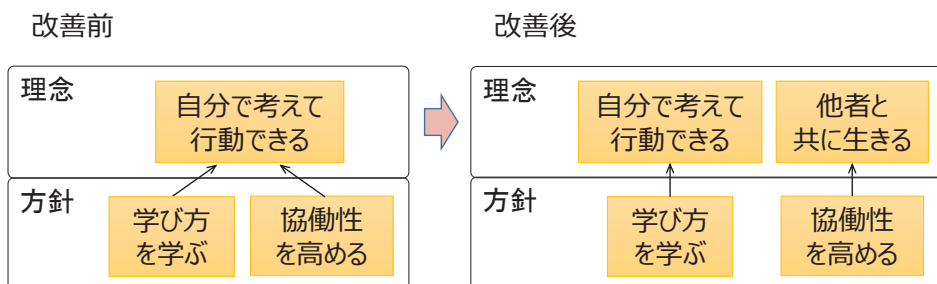 改善前
理念
自分で考えて
行動できる
方針
学び方
を学ぶ
協働性
を高める
改善後
理念
自分で考えて
行動できる
他者と
共に生きる
方針
学び方
を学ぶ
協働性
を高める